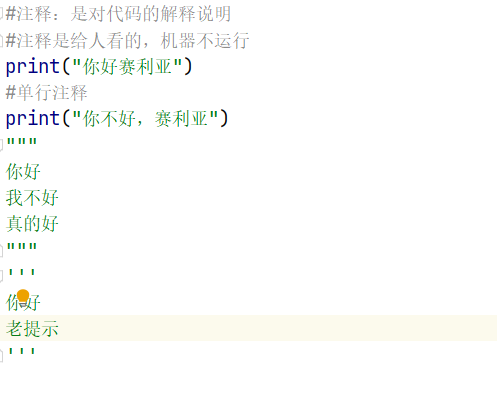 #注释：是对代码的解释说明
#注释是给人看的，机器不运行
print("你好赛利亚")
#单行注释
print("你不好，赛利亚")
"""
你好
我不好
真的好
"""
'''
你好
老提示
'''